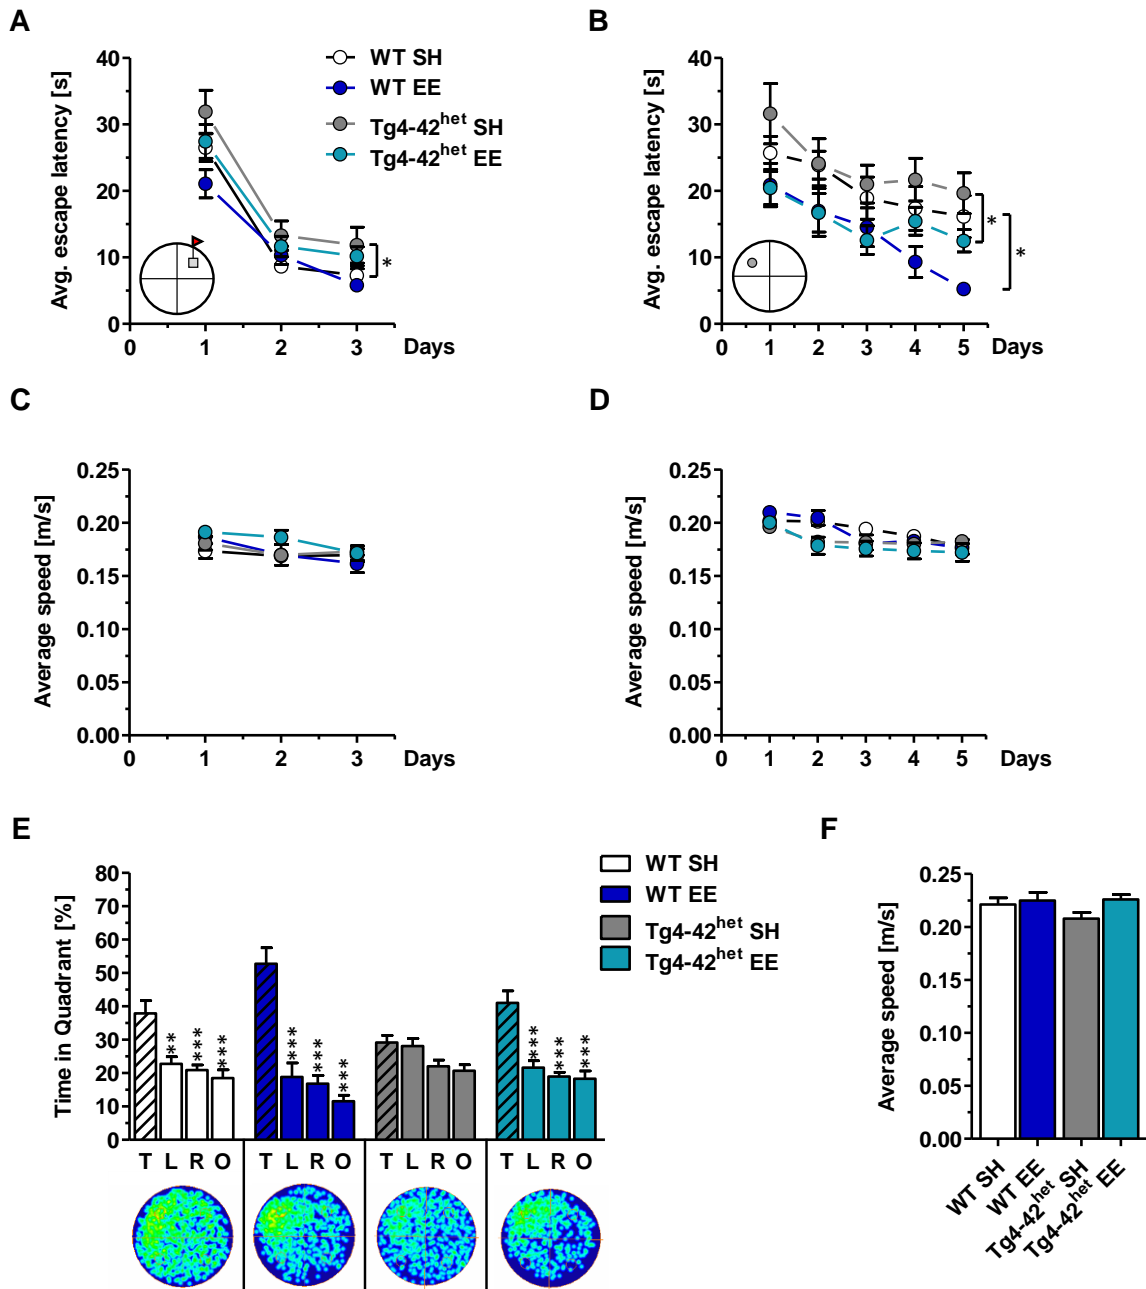 A
B
Avg. escape latency [s]
40
30
20
10
0
0
1
2
3
Days
WT SH
WT EE
Tg4-42het SH
Tg4-42het EE
*
Avg. escape latency [s]
40
30
20
10
0
0
1
2
3
4
5
Days
*
*
C
D
Average speed [m/s]
0.25
0.20
0.15
0.10
0.05
0.00
0
1
2
3
Days
Average speed [m/s]
0.25
0.20
0.15
0.10
0.05
0.00
0
1
2
3
4
5
Days
E
F
Time in Quadrant [%]
80
70
60
50
40
30
20
10
0
**
***
***
***
***
***
***
***
***
T L R O
T L R O
T L R O
T L R O
WT SH
WT EE
Tg4-42het SH
Tg4-42het EE
Average speed [m/s]
0.25
0.20
0.15
0.10
0.05
0.00
WT SH
WT EE
Tg4-42het SH
Tg4-42het EE